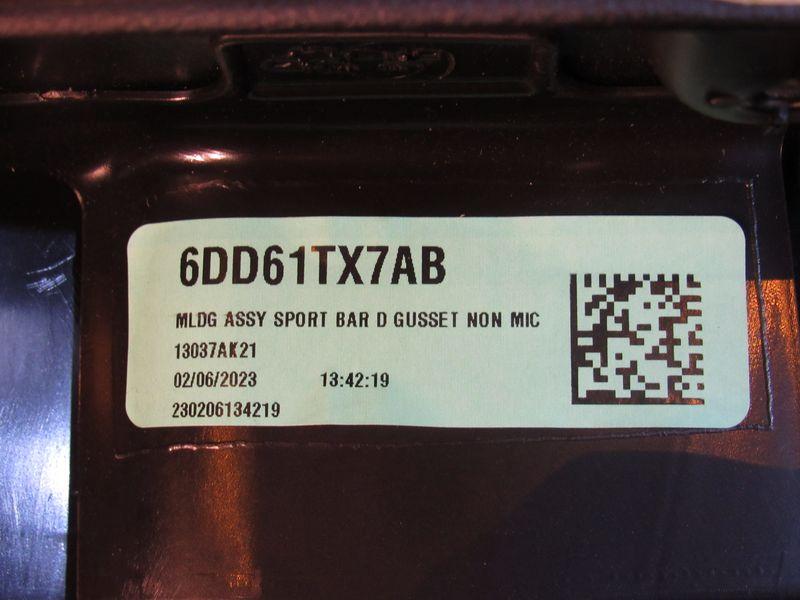 6DD61TX7AB
MLDG ASSY SPORT BAR D GUSSET NON MIC
13037AK21
02/06/2023 13:42:19
230206134219